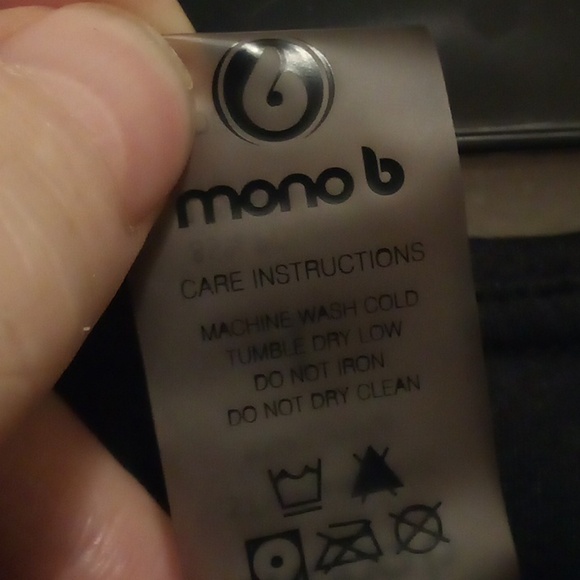 mono b
CARE INSTRUCTIONS
MACHINE WASH COLD
TUMBLE DRY LOW
DO NOT IRON
DO NOT DRY CLEAN